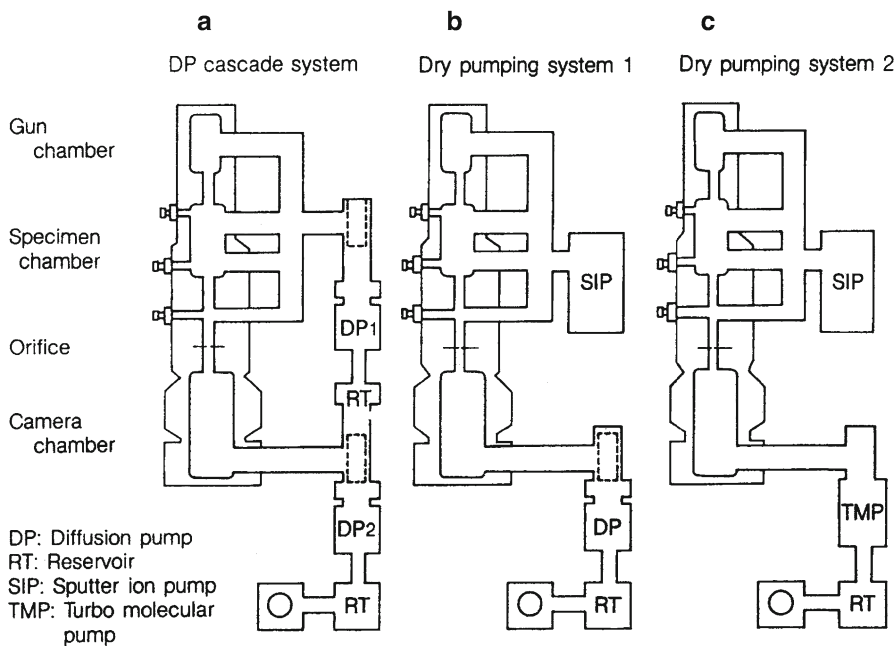 a
b
c
DP cascade system
Dry pumping system 1
Dry pumping system 2
Gun
chamber
Specimen
chamber
Orifice
Camera
chamber
DP1
RT
DP2
RT
SIP
DP
RT
SIP
TMP
RT
DP: Diffusion pump
RT: Reservoir
SIP: Sputter ion pump
TMP: Turbo molecular
pump